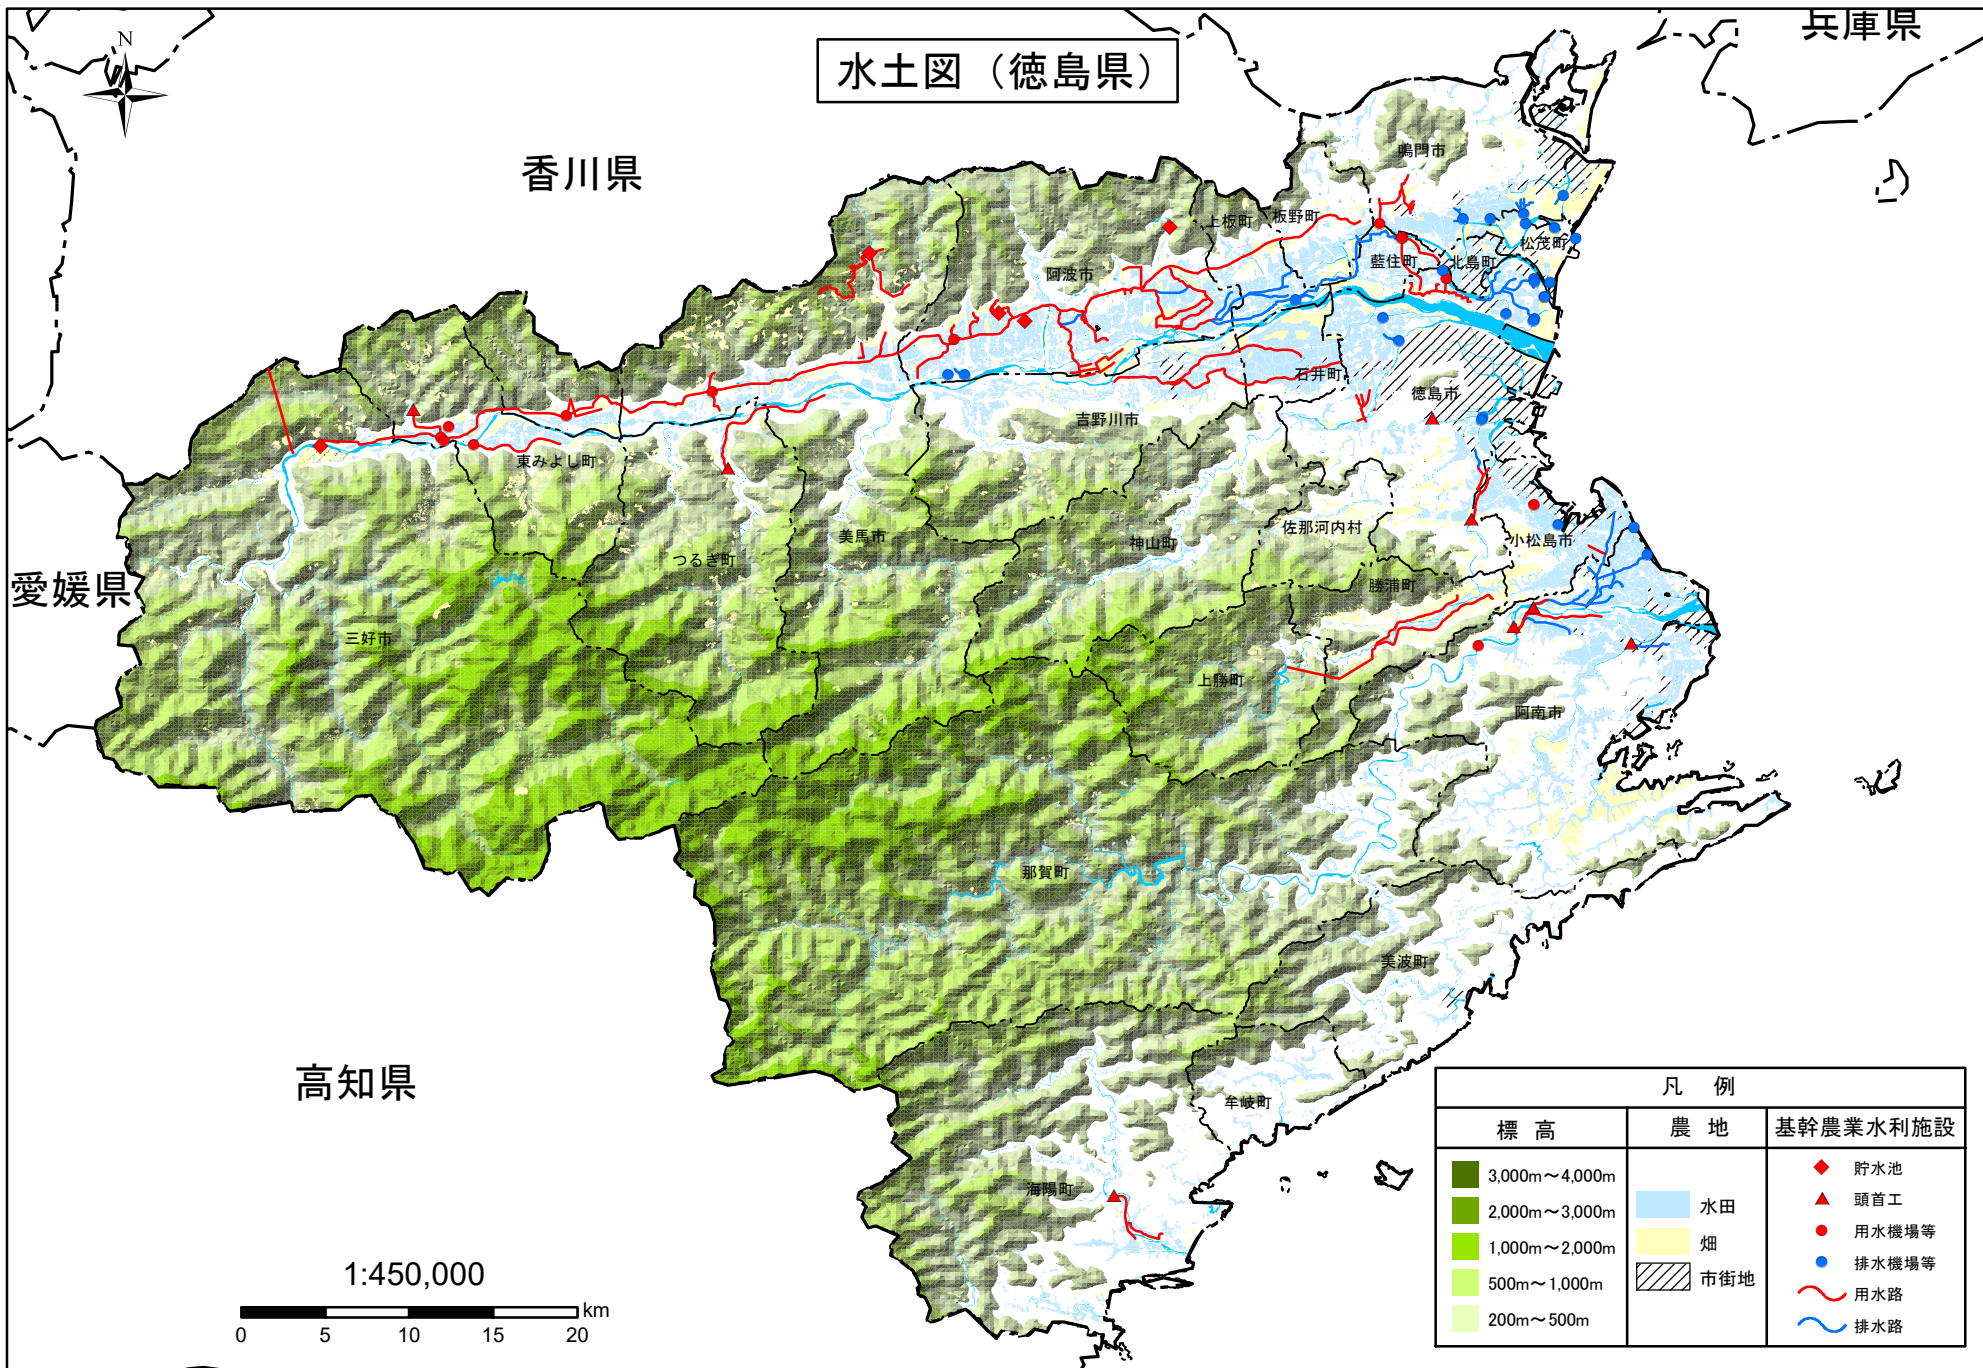 兵庫県
N
水土図（徳島県）
香川県
鳴門市
上板町
板野町
松茂町
阿波市
藍住町
北島町
石井町
徳島市
吉野川市
東みよし町
佐那河内村
小松島市
美馬市
神山町
つるぎ町
愛媛県
勝浦町
三好市
上勝町
阿南市
那賀町
美波町
高知県
牟岐町
海陽町
凡 例
標 高
農 地
基幹農業水利施設
3,000m～4,000m
2,000m～3,000m
1,000m～2,000m
500m～1,000m
200m～500m
水田
畑
市街地
貯水池
頭首工
用水機場等
排水機場等
用水路
排水路
1:450,000
km
0 5 10 15 20